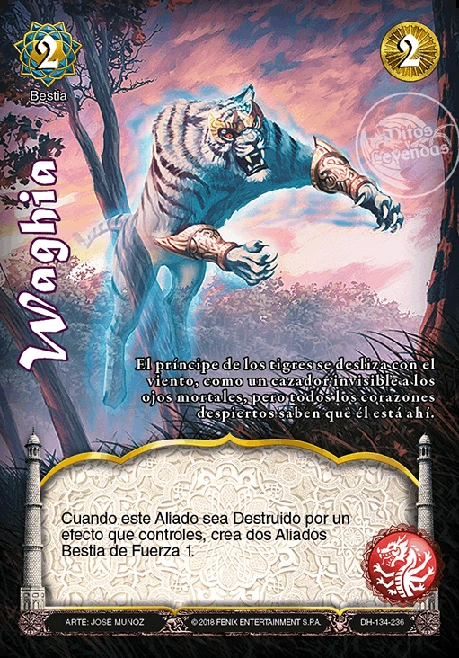 2
2
Bestia
Mitos
y Leyendas
Waghia
El príncipe de los tigres se desliza con el
viento, como un cazador invisible a los
ojos mortales, pero todos los corazones
despiertos saben que él está ahí.
Cuando este Aliado sea Destruido por un
efecto que controles, crea dos Aliados
Bestia de Fuerza 1.
ARTE: JOSE MUÑOZ
©2018 FENIX ENTERTAINMENT S.P.A.
DH-134-236